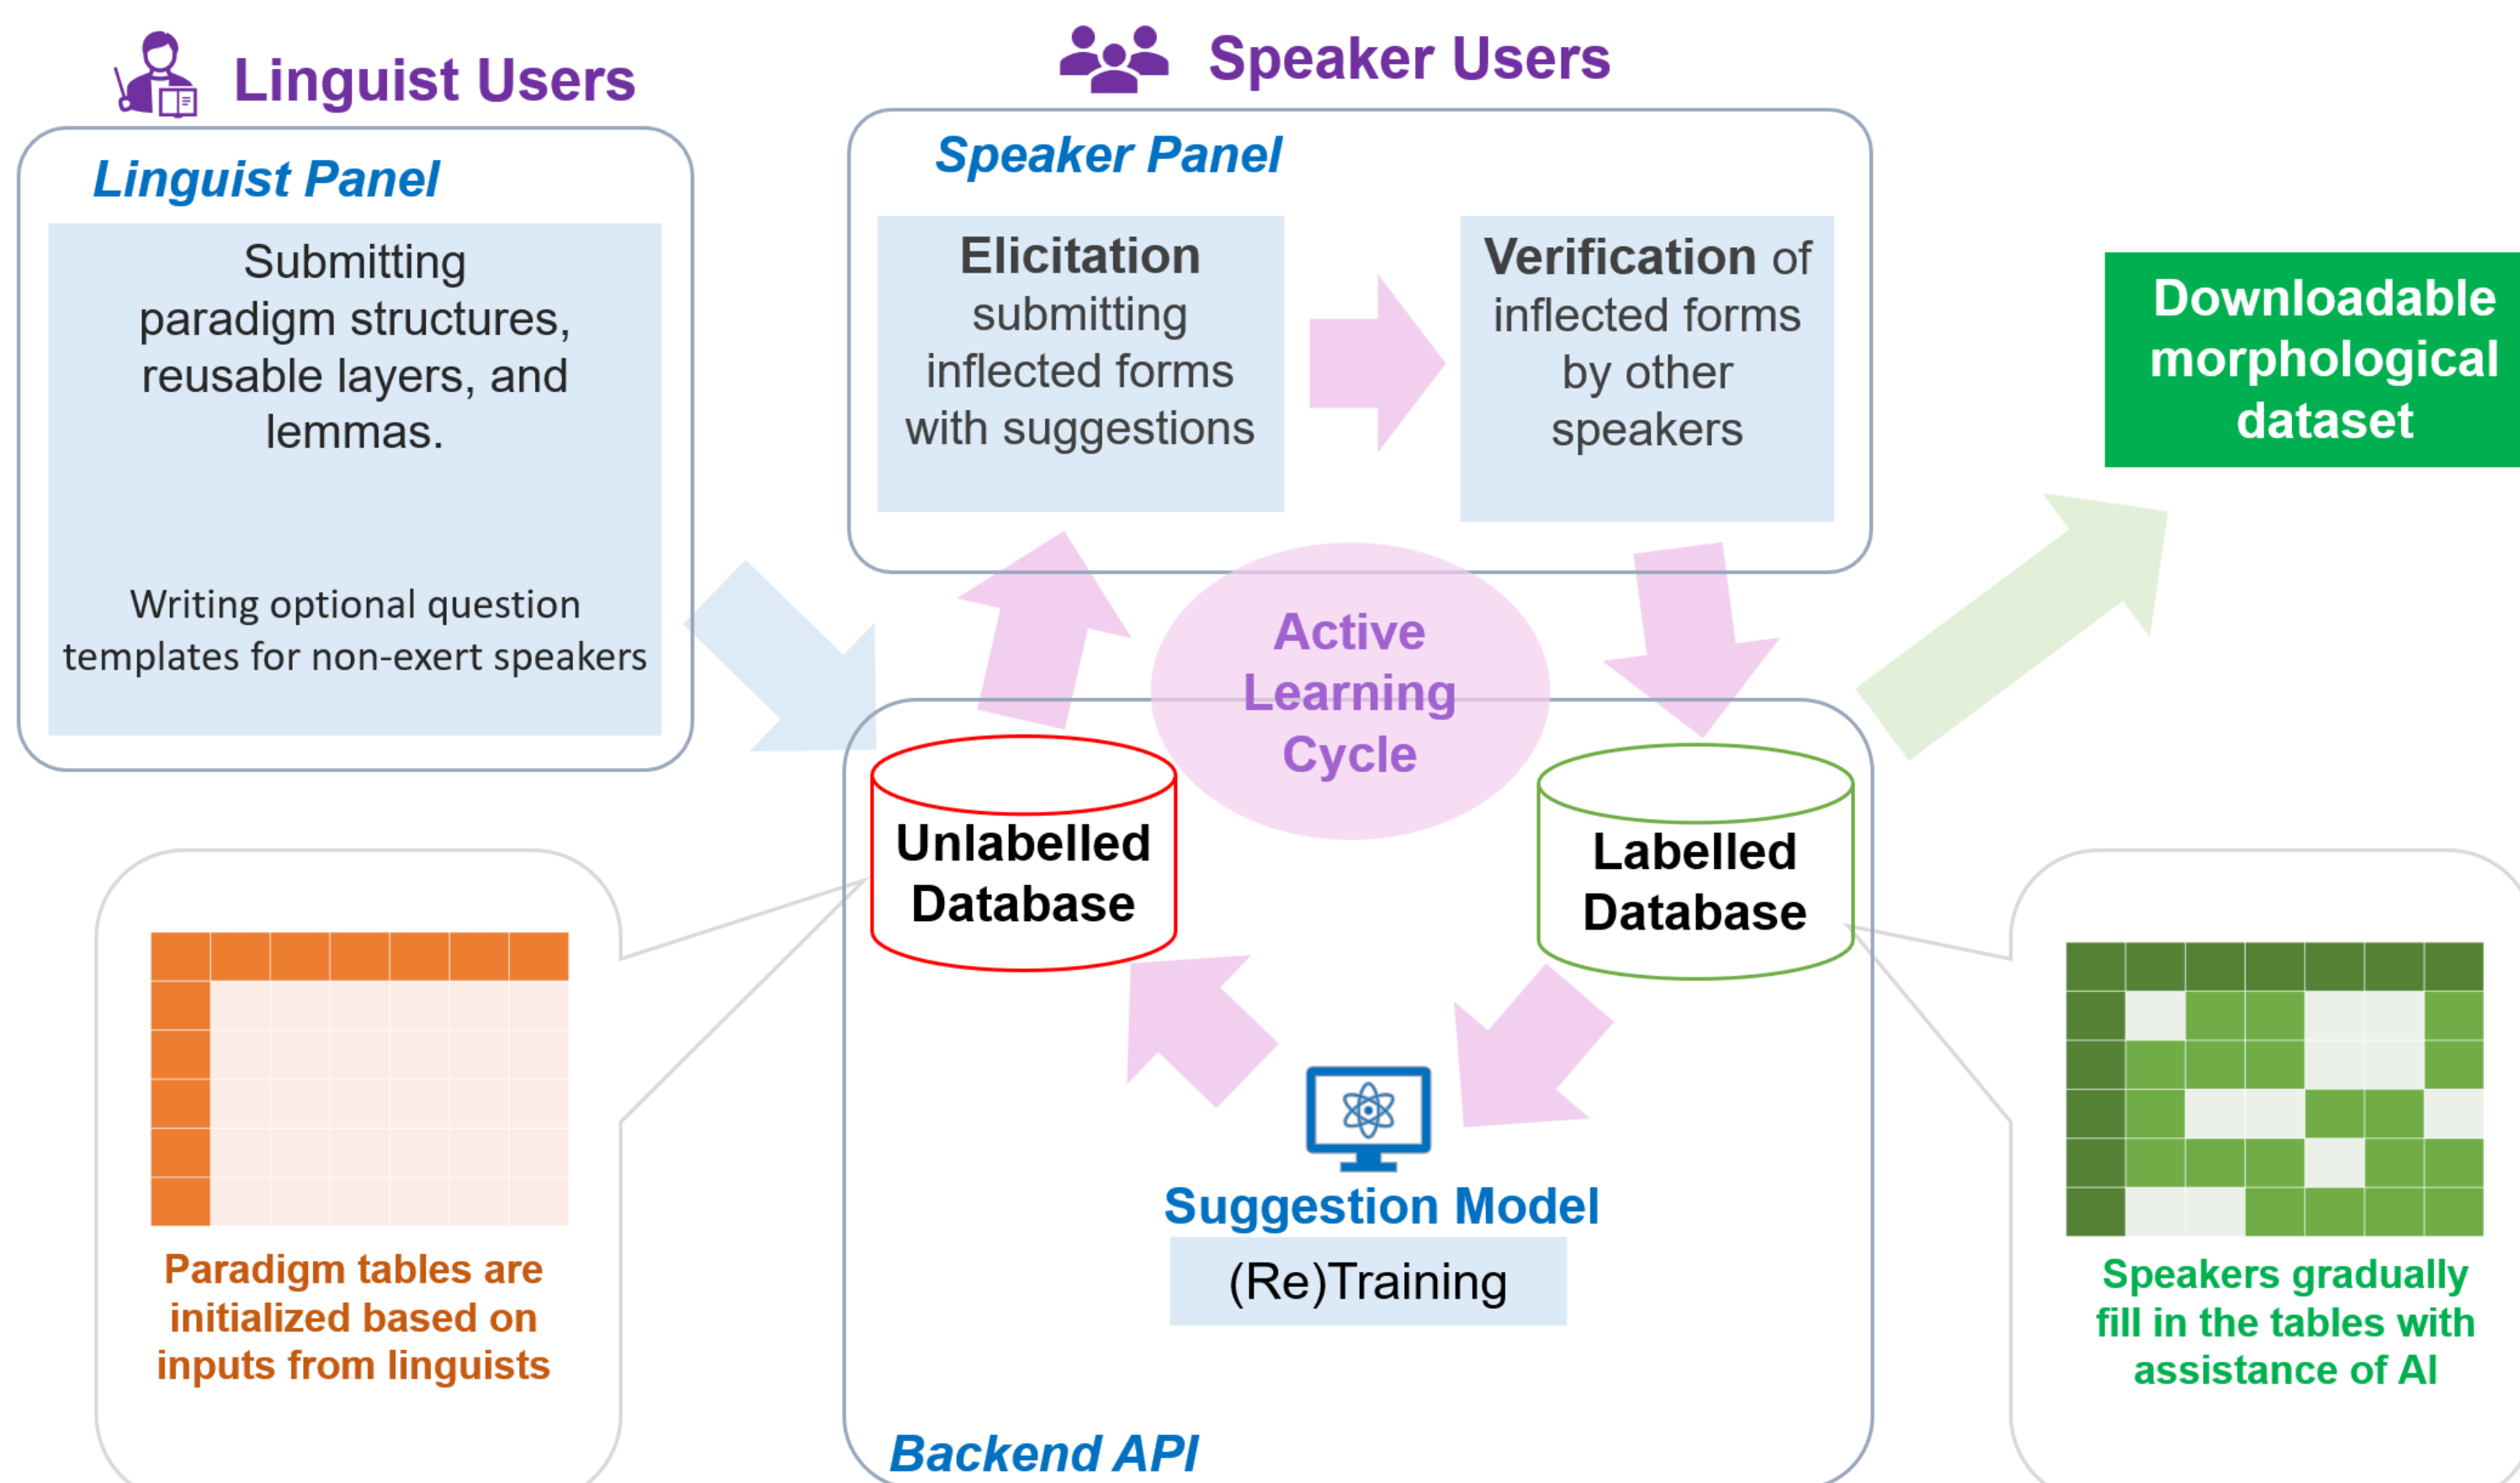 Linguist Users
Linguist Panel
Submitting
paradigm structures,
reusable layers, and
lemmas.
Writing optional question
templates for non-exert speakers
Speaker Users
Speaker Panel
Elicitation
submitting
inflected forms
with suggestions
Verification of
inflected forms
by other
speakers
Downloadable
morphological
dataset
Active
Learning
Cycle
Unlabelled
Database
Labelled
Database
Suggestion Model
(Re)Training
Backend API
Paradigm tables are
initialized based on
inputs from linguists
Speakers gradually
fill in the tables with
assistance of AI